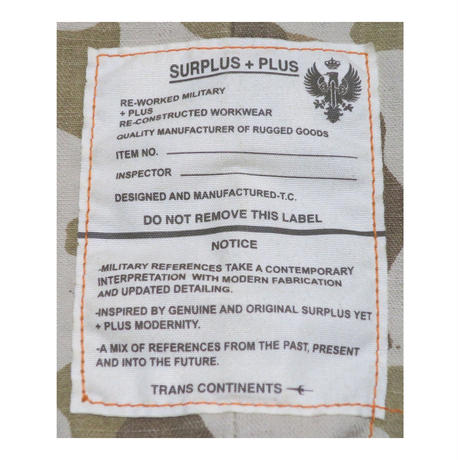 SURPLUS + PLUS
RE-WORKED MILITARY
+ PLUS
RE-CONSTRUCTED WORKWEAR
QUALITY MANUFACTURER OF RUGGED GOODS
ITEM NO.
INSPECTOR
DESIGNED AND MANUFACTURED-T.C.
DO NOT REMOVE THIS LABEL
NOTICE
-MILITARY REFERENCES TAKE A CONTEMPORARY
INTERPRETATION WITH MODERN FABRICATION
AND UPDATED DETAILING.
-INSPIRED BY GENUINE AND ORIGINAL SURPLUS YET
+ PLUS MODERNITY.
-A MIX OF REFERENCES FROM THE PAST, PRESENT
AND INTO THE FUTURE.
TRANS CONTINENTS